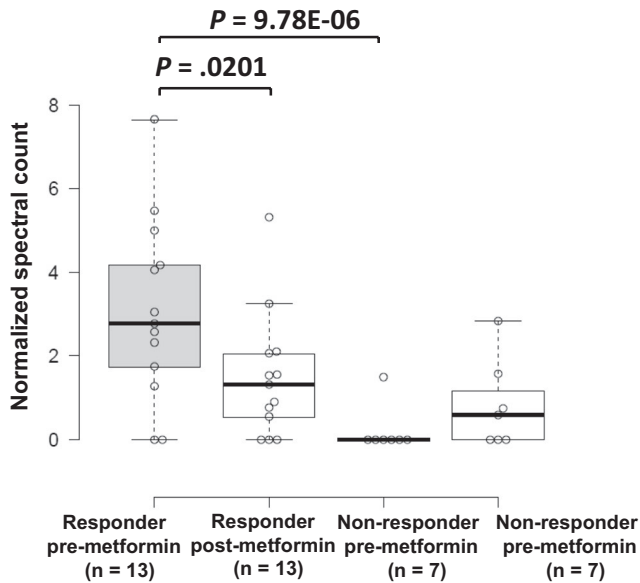 P = 9.78E-06
P = .0201
Normalized spectral count
8
6
4
2
0
Responder
pre-metformin
(n = 13)
Responder
post-metformin
(n = 13)
Non-responder
pre-metformin
(n = 7)
Non-responder
pre-metformin
(n = 7)